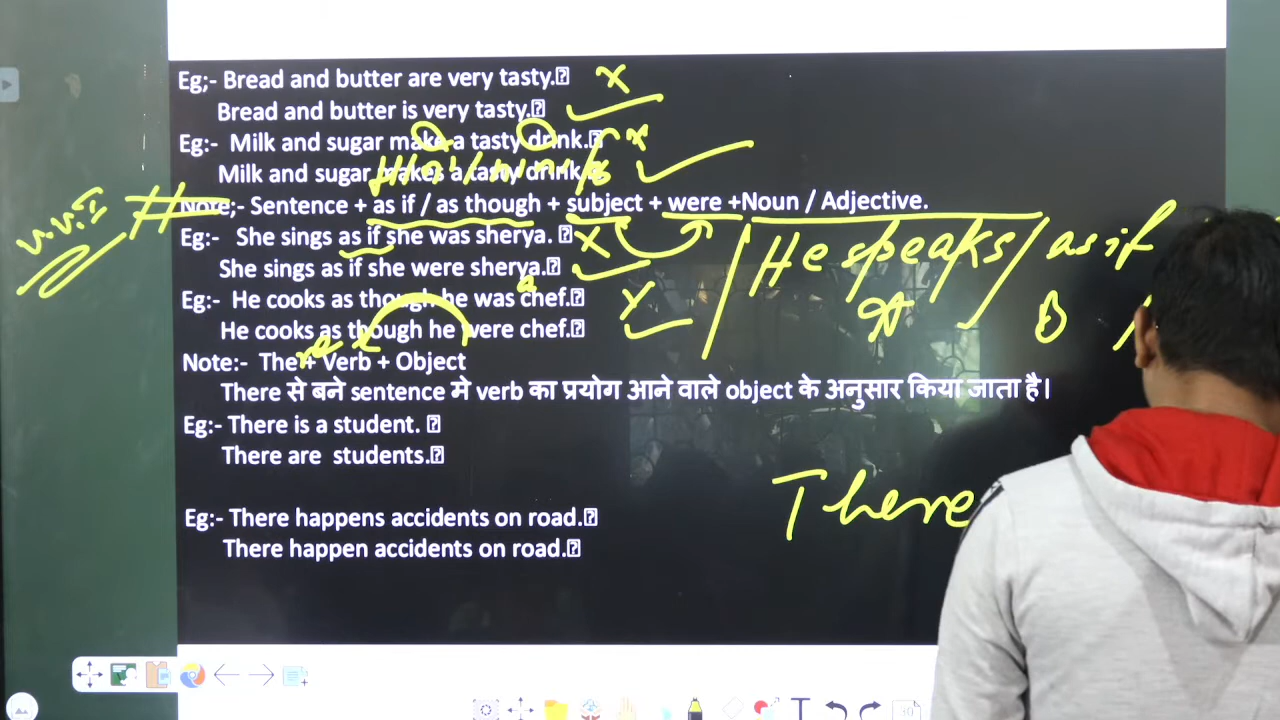 Eg;- Bread and butter are very tasty. x
Bread and butter is very tasty.
Eg:- Milk and sugar make a tasty drink. x
Milk and sugar makes a tasty drink.
V.V.I # Note;- Sentence + as if / as though + subject + were +Noun / Adjective.
Eg:- She sings as if she was sherya. x
She sings as if she were sherya.
He speaks / as if
A B
Eg:- He cooks as though he was a chef. x
He cooks as though he were chef.
Note:- There + Verb + Object
There से बने sentence मे verb का प्रयोग आने वाले object के अनुसार किया जाता है।
Eg:- There is a student.
There are students.
There
Eg:- There happens accidents on road.
There happen accidents on road.
30